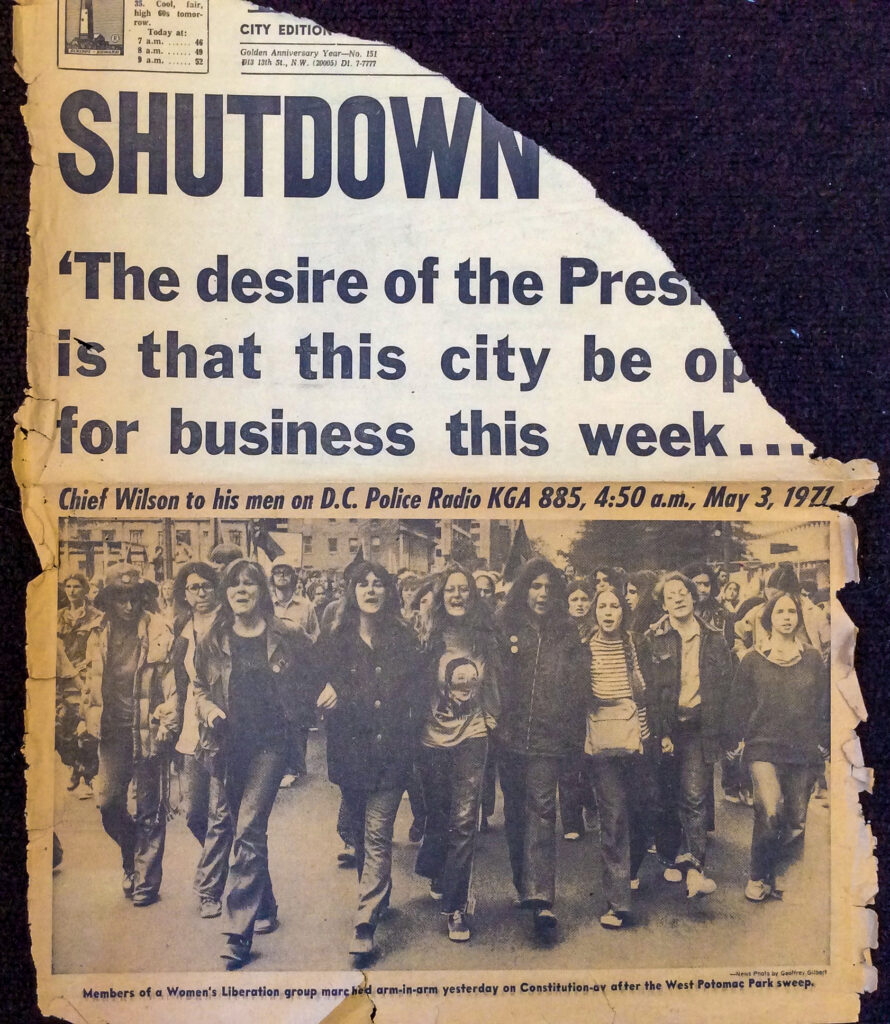 35. Cool, fair,
high 60s tomor-
row.
Today at:
7 a.m. ...... 46
8 a.m. ...... 49
9 a.m. ...... 52
CITY EDITION
Golden Anniversary Year—No. 151
13th St., N.W. (20005) DI. 7-7777
SHUTDOWN
'The desire of the Pres
is that this city be op
for business this week...
Chief Wilson to his men on D.C. Police Radio KGA 885, 4:50 a.m., May 3, 1971
—News Photo by Geoffrey Gilbert
Members of a Women's Liberation group marched arm-in-arm yesterday on Constitution-av after the West Potomac Park sweep.